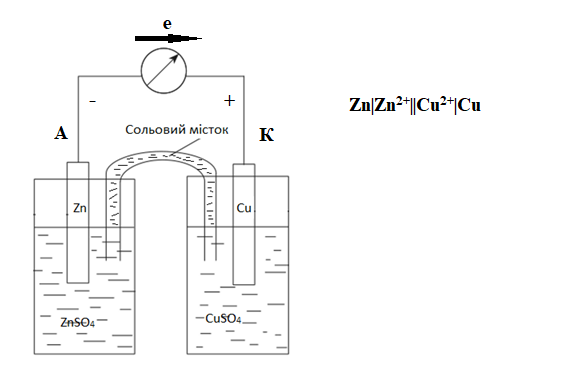 e
- +
Zn|Zn²⁺||Cu²⁺|Cu
А К
Сольовий місток
Zn Cu
ZnSO₄ CuSO₄